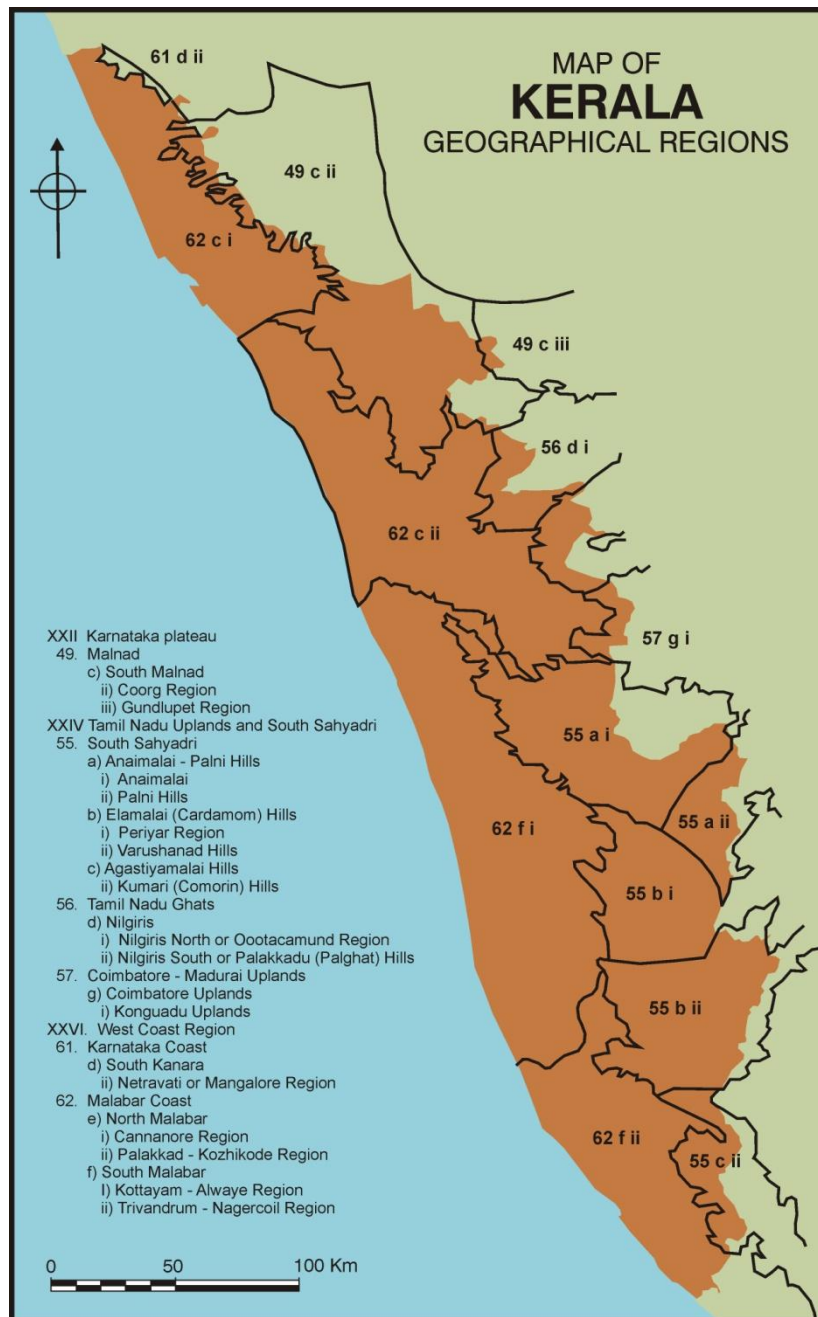 MAP OF
KERALA
GEOGRAPHICAL REGIONS
61 d ii
49 c ii
62 c i
49 c iii
56 d i
62 c ii
57 g i
55 a i
55 a ii
62 f i
55 b i
55 b ii
62 f ii
55 c ii
XXII Karnataka plateau
49. Malnad
c) South Malnad
ii) Coorg Region
iii) Gundlupet Region
XXIV Tamil Nadu Uplands and South Sahyadri
55. South Sahyadri
a) Anaimalai - Palni Hills
i) Anaimalai
ii) Palni Hills
b) Elamalai (Cardamom) Hills
i) Periyar Region
ii) Varushanad Hills
c) Agastiyamalai Hills
ii) Kumari (Comorin) Hills
56. Tamil Nadu Ghats
d) Nilgiris
i) Nilgiris North or Oootacamund Region
ii) Nilgiris South or Palakkadu (Palghat) Hills
57. Coimbatore - Madurai Uplands
g) Coimbatore Uplands
i) Konguadu Uplands
XXVI. West Coast Region
61. Karnataka Coast
d) South Kanara
ii) Netravati or Mangalore Region
62. Malabar Coast
e) North Malabar
i) Cannanore Region
ii) Palakkad - Kozhikode Region
f) South Malabar
I) Kottayam - Alwaye Region
ii) Trivandrum - Nagercoil Region
0 50 100 Km